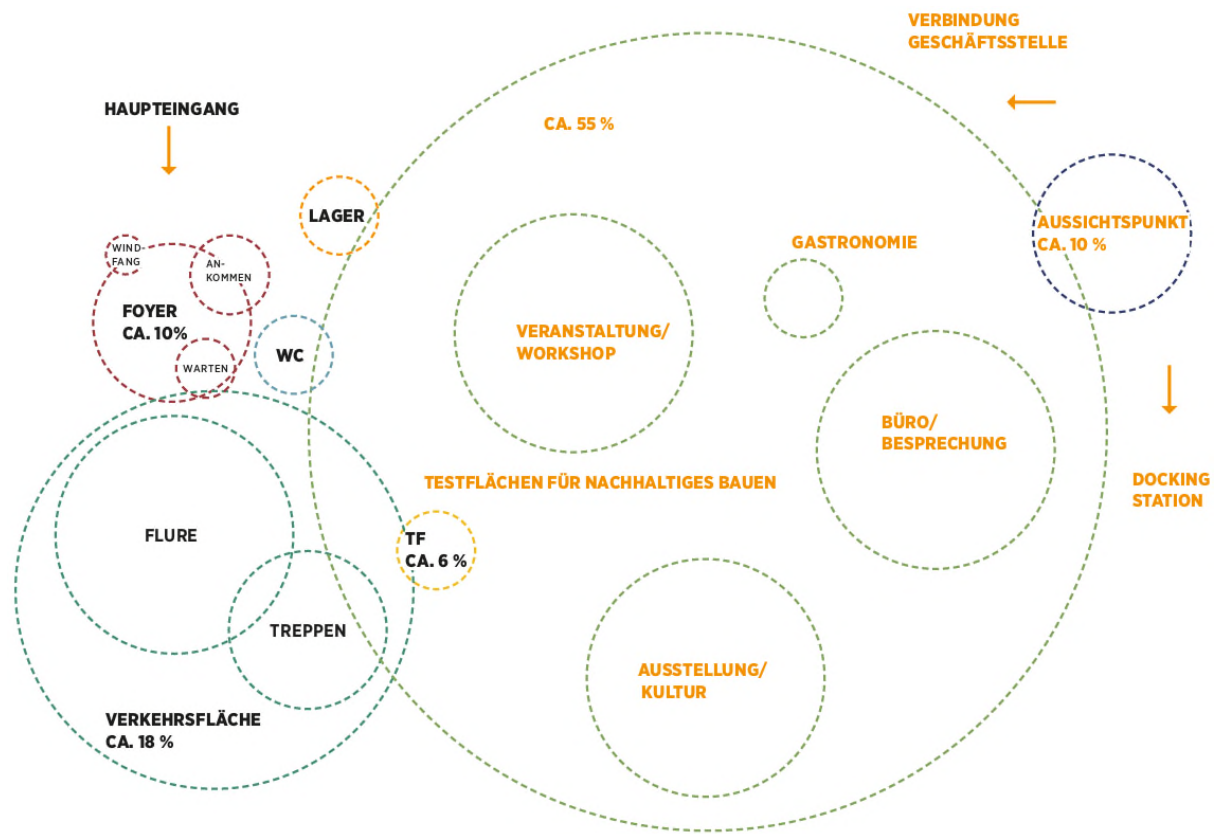 VERBINDUNG
GESCHÄFTSSTELLE
HAUPTEINGANG
CA. 55 %
LAGER
AUSSICHTSPUNKT
CA. 10 %
GASTRONOMIE
WIND-
FANG
AN-
KOMMEN
FOYER
CA. 10%
VERANSTALTUNG/
WORKSHOP
WC
WARTEN
BÜRO/
BESPRECHUNG
TESTFLÄCHEN FÜR NACHHALTIGES BAUEN
DOCKING
STATION
FLURE
TF
CA. 6 %
TREPPEN
AUSSTELLUNG/
KULTUR
VERKEHRSFLÄCHE
CA. 18 %